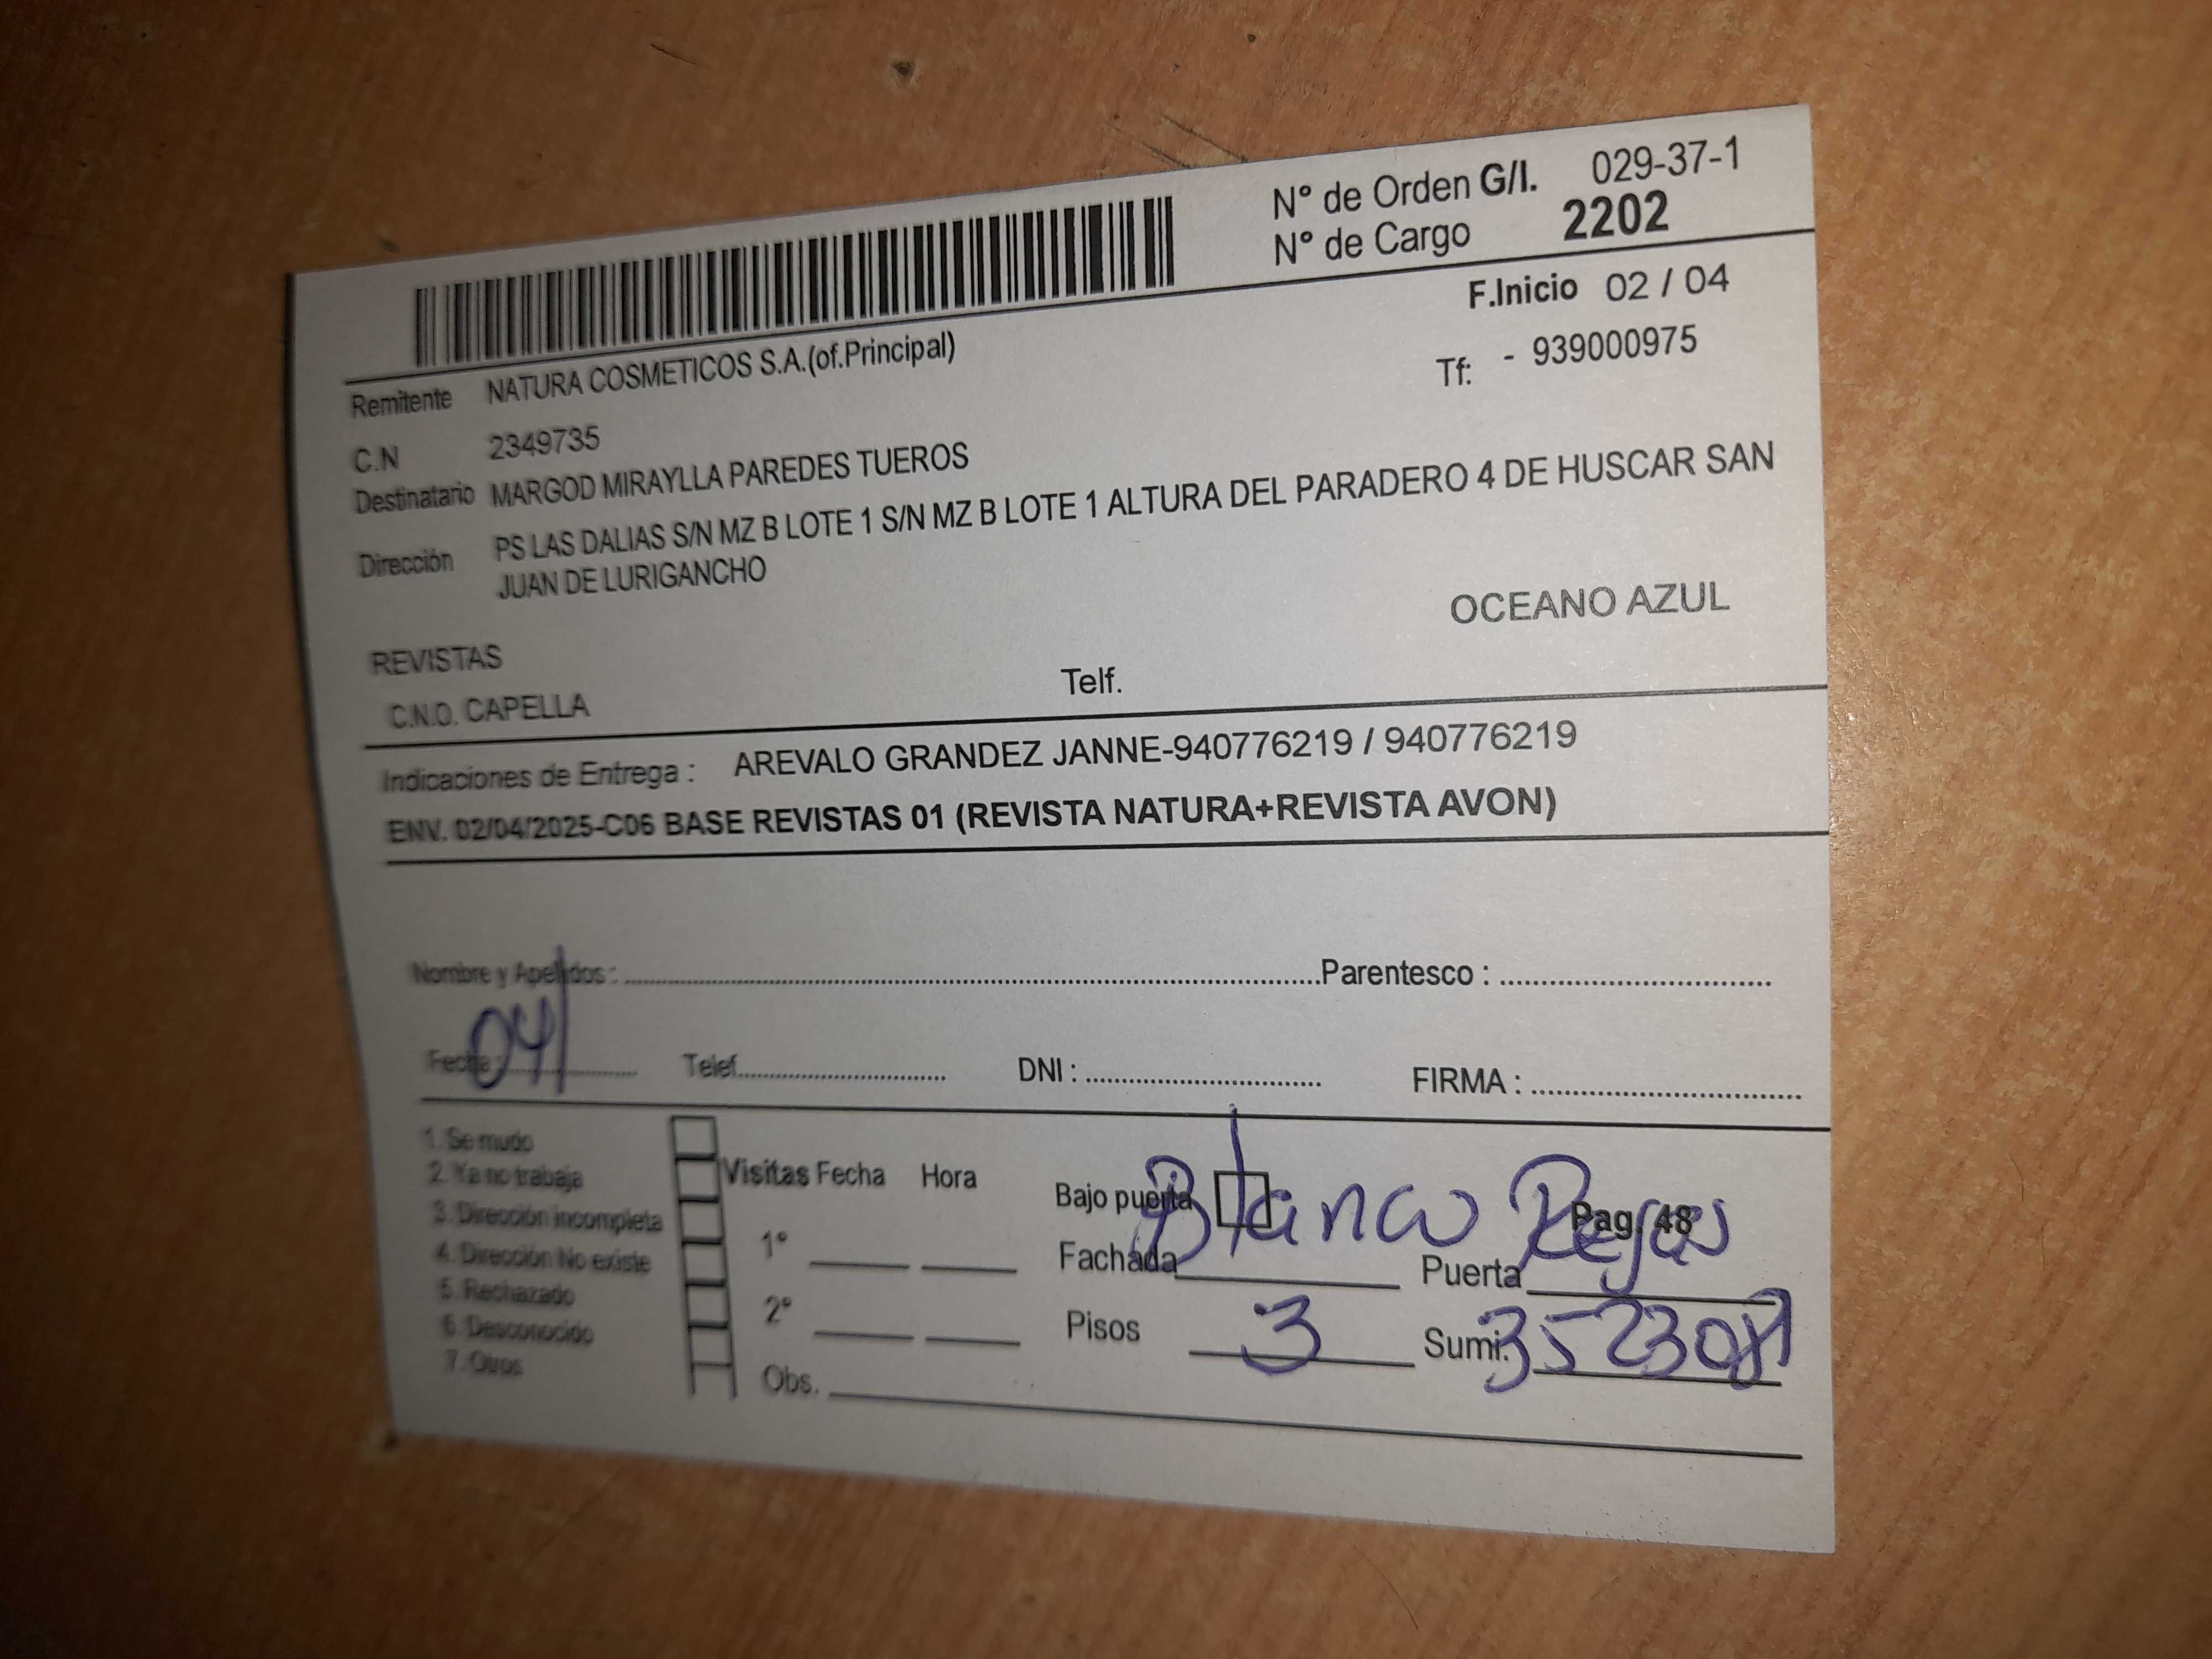 N° de Orden G/I. 029-37-1
N° de Cargo 2202
F.Inicio 02 / 04
Remitente NATURA COSMETICOS S.A.(of.Principal)
Tf: - 939000975
C.N 2349735
Destinatario MARGOD MIRAYLLA PAREDES TUEROS
Dirección PS LAS DALIAS S/N MZ B LOTE 1 S/N MZ B LOTE 1 ALTURA DEL PARADERO 4 DE HUSCAR SAN
JUAN DE LURIGANCHO
OCEANO AZUL
REVISTAS
C.N.O. CAPELLA Telf.
Indicaciones de Entrega : AREVALO GRANDEZ JANNE-940776219 / 940776219
ENV. 02/04/2025-C06 BASE REVISTAS 01 (REVISTA NATURA+REVISTA AVON)
Nombre y Apellidos : Parentesco :
Fecha : 04/ Telef. DNI : FIRMA :
1. Se mudo
2. Ya no trabaja
3. Dirección incompleta
4. Dirección No existe
5. Rechazado
6. Desconocido
7. Otros
Visitas Fecha Hora
1°
2°
Obs.
Bajo puerta
Pag. 48
Fachada Blanco Puerta Rejas
Pisos 3 Sumi.